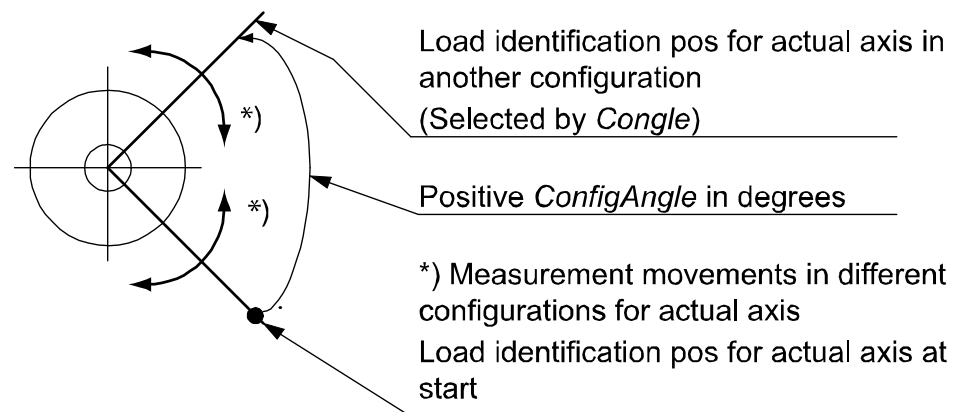 Load identification pos for actual axis in
another configuration
(Selected by Congle)
*)
Positive ConfigAngle in degrees
*)
*) Measurement movements in different
configurations for actual axis
Load identification pos for actual axis at
start